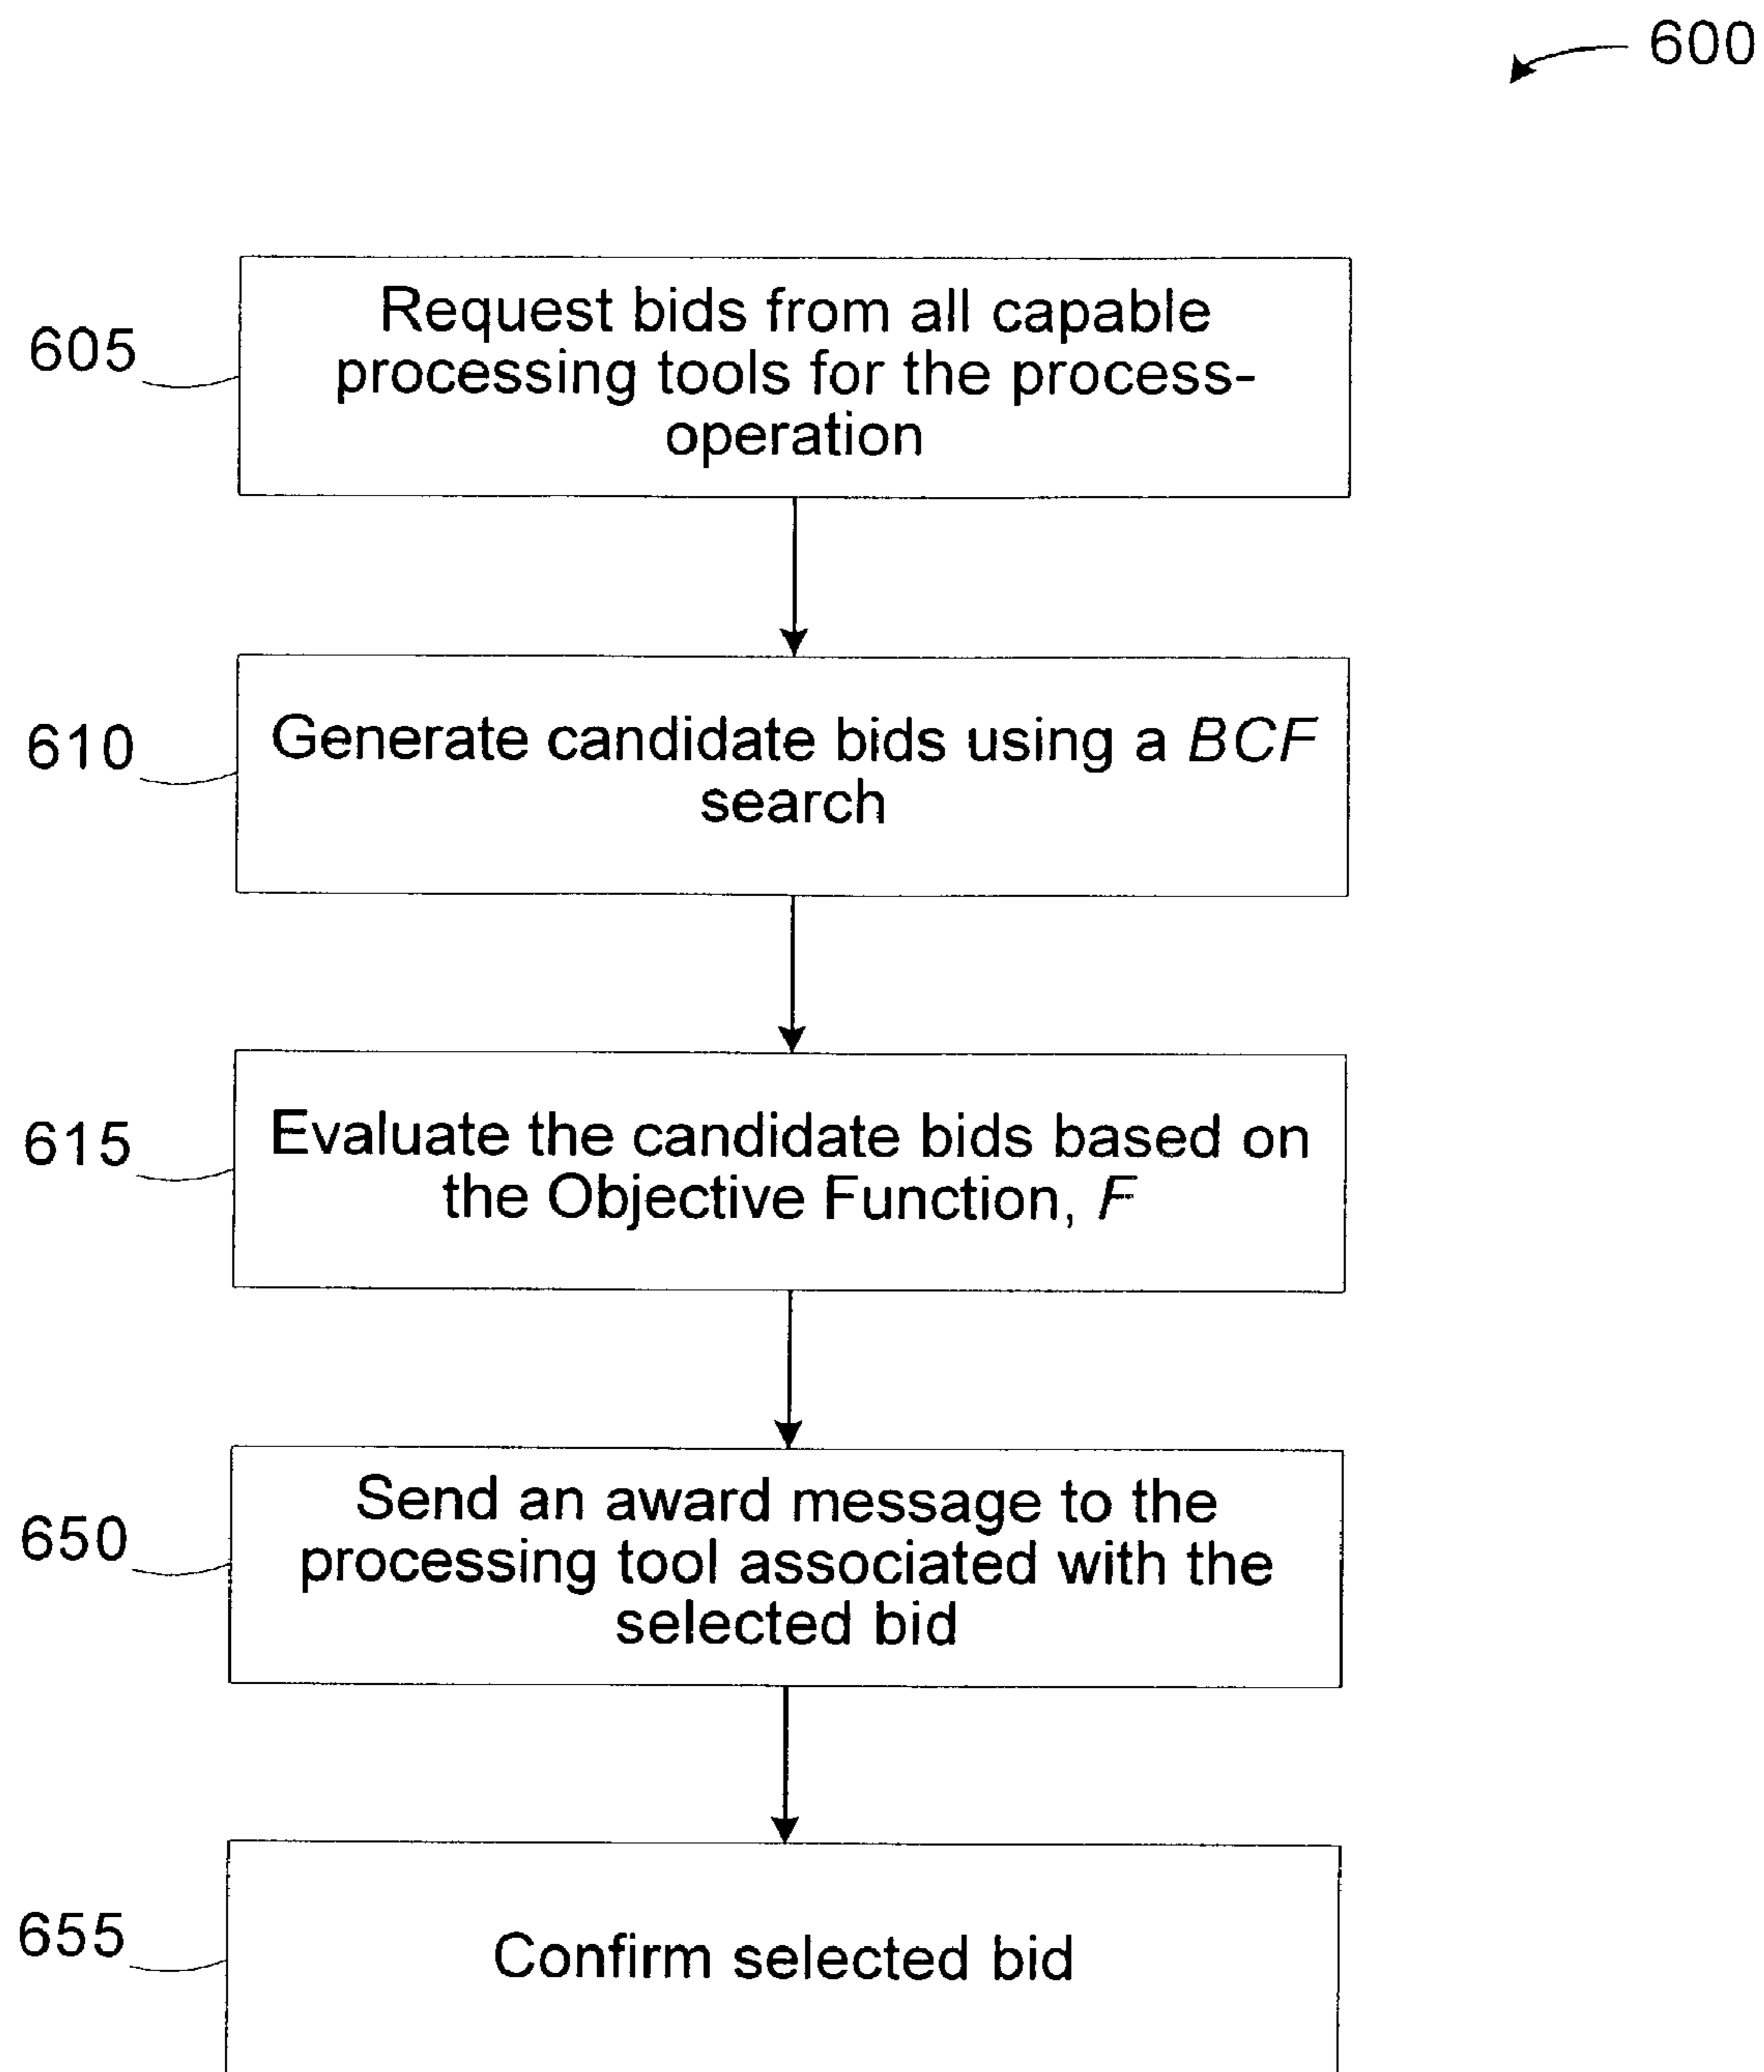 600
605
Request bids from all capable
processing tools for the process-
operation
610
Generate candidate bids using a BCF
search
615
Evaluate the candidate bids based on
the Objective Function, F
650
Send an award message to the
processing tool associated with the
selected bid
655
Confirm selected bid